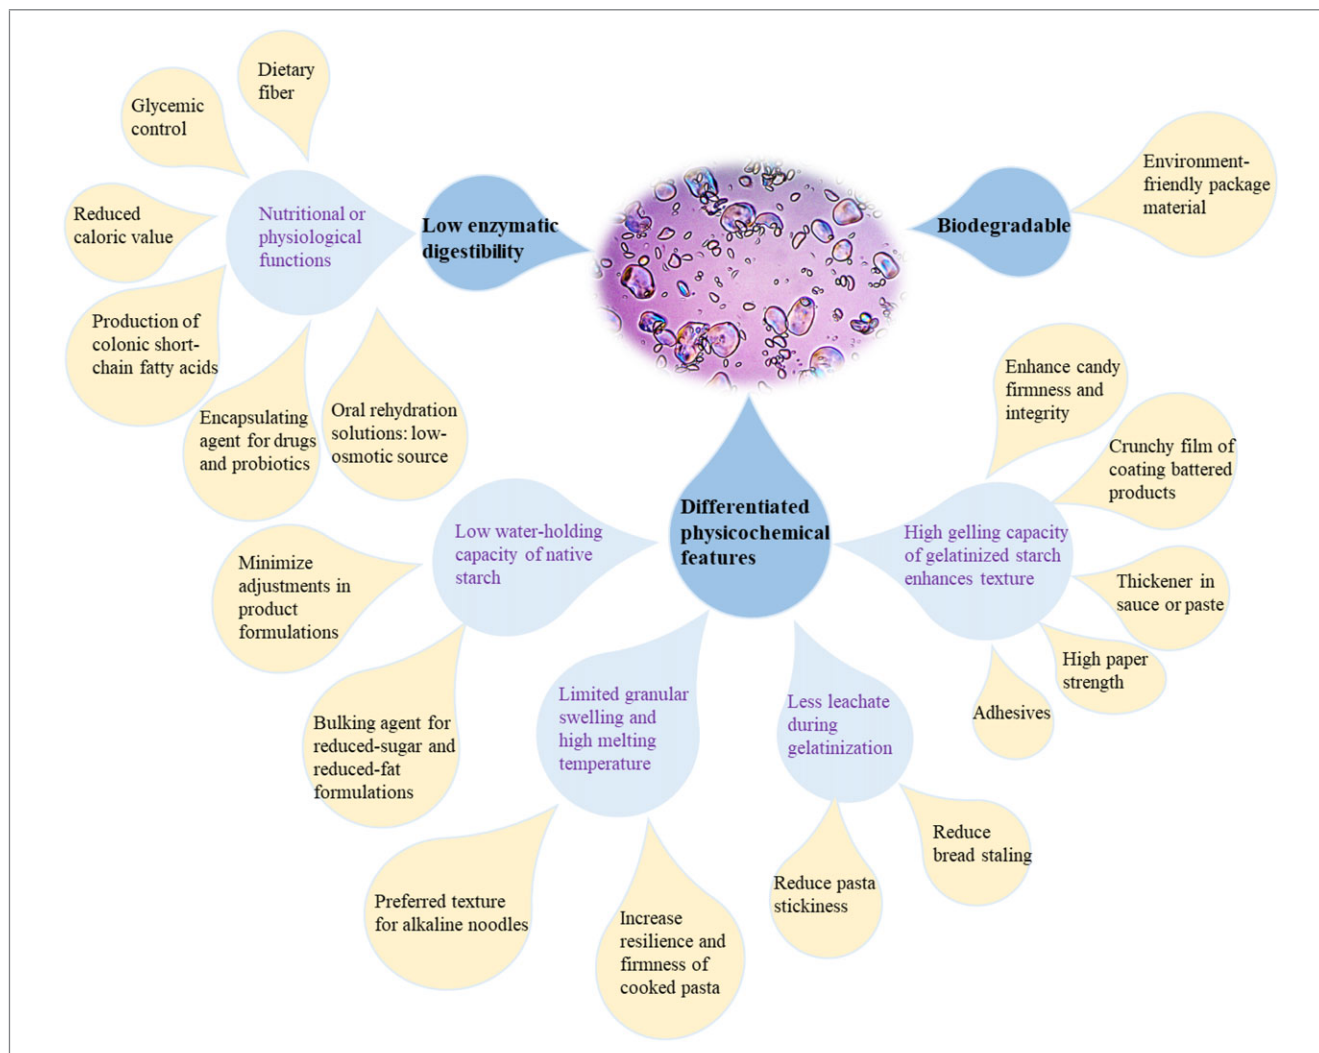 Dietary
fiber
Glycemic
control
Reduced
caloric value
Production of
colonic short-
chain fatty acids
Encapsulating
agent for drugs
and probiotics
Oral rehydration
solutions: low-
osmotic source
Nutritional or
physiological
functions
Low enzymatic
digestibility
Biodegradable
Environment-
friendly package
material
Differentiated
physicochemical
features
Low water-holding
capacity of native
starch
Minimize
adjustments in
product
formulations
Bulking agent for
reduced-sugar and
reduced-fat
formulations
Limited granular
swelling and
high melting
temperature
Preferred texture
for alkaline noodles
Increase
resilience and
firmness of
cooked pasta
Less leachate
during
gelatinization
Reduce pasta
stickiness
Reduce
bread staling
High gelling capacity
of gelatinized starch
enhances texture
Enhance candy
firmness and
integrity
Crunchy film of
coating battered
products
Thickener in
sauce or paste
High paper
strength
Adhesives